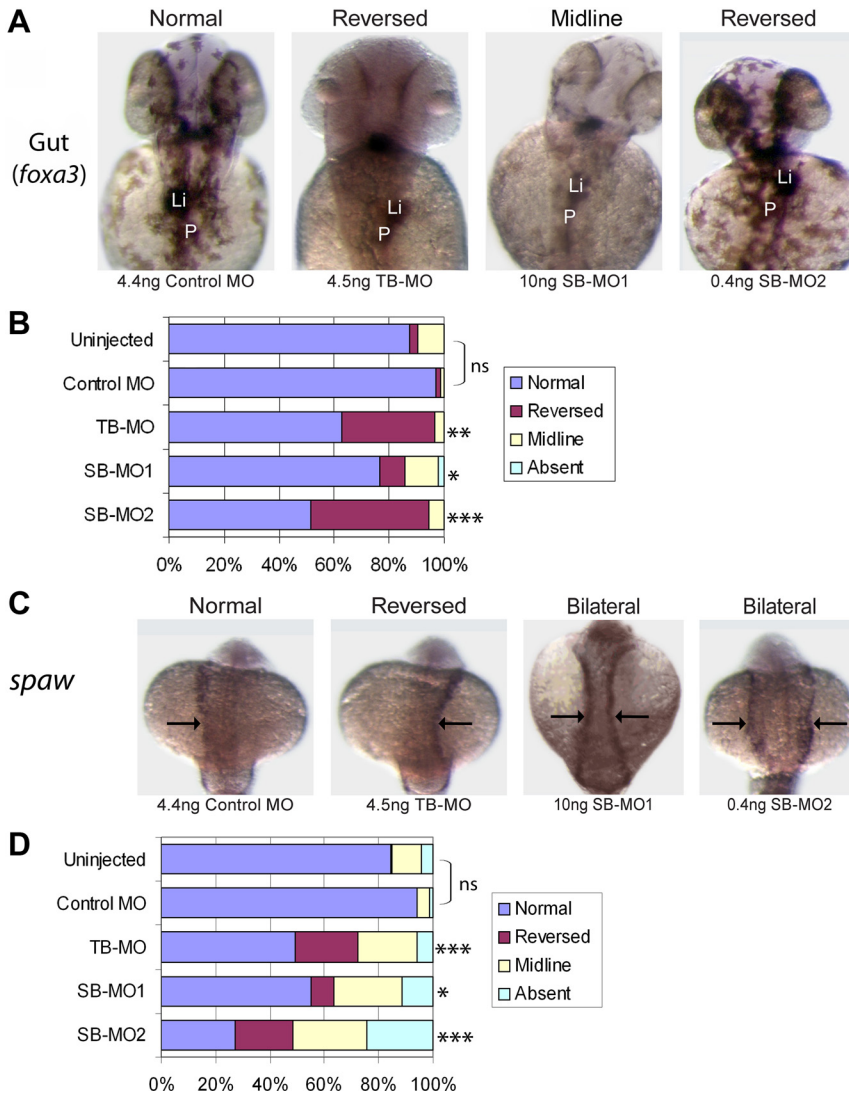 A
Normal Reversed Midline Reversed
Gut
(foxa3)
Li Li Li Li
P P P P
4.4ng Control MO 4.5ng TB-MO 10ng SB-MO1 0.4ng SB-MO2
B
Uninjected
Control MO
ns
TB-MO **
SB-MO1 *
SB-MO2 ***
0% 20% 40% 60% 80% 100%
Normal
Reversed
Midline
Absent
C
Normal Reversed Bilateral Bilateral
spaw
4.4ng Control MO 4.5ng TB-MO 10ng SB-MO1 0.4ng SB-MO2
D
Uninjected
Control MO
ns
TB-MO ***
SB-MO1 *
SB-MO2 ***
0% 20% 40% 60% 80% 100%
Normal
Reversed
Midline
Absent